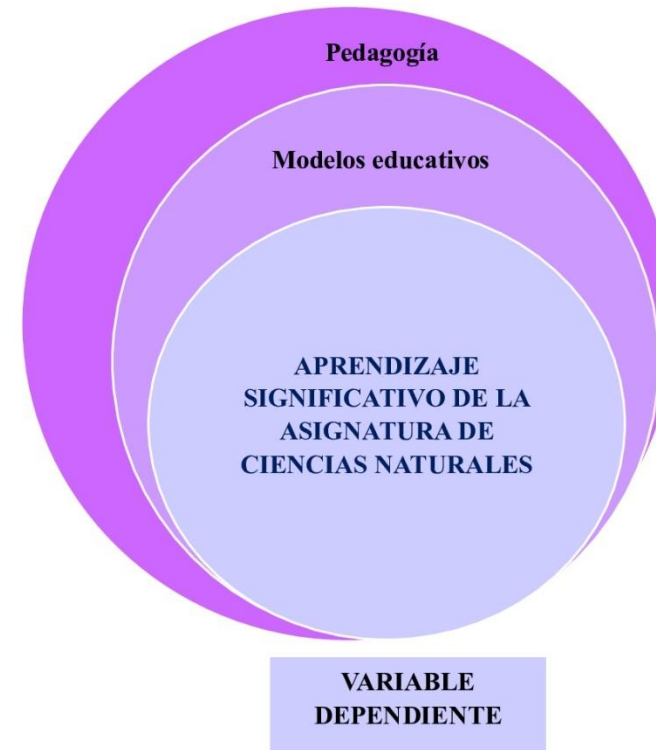 Pedagogía
Modelos educativos
APRENDIZAJE
SIGNIFICATIVO DE LA
ASIGNATURA DE
CIENCIAS NATURALES
VARIABLE
DEPENDIENTE